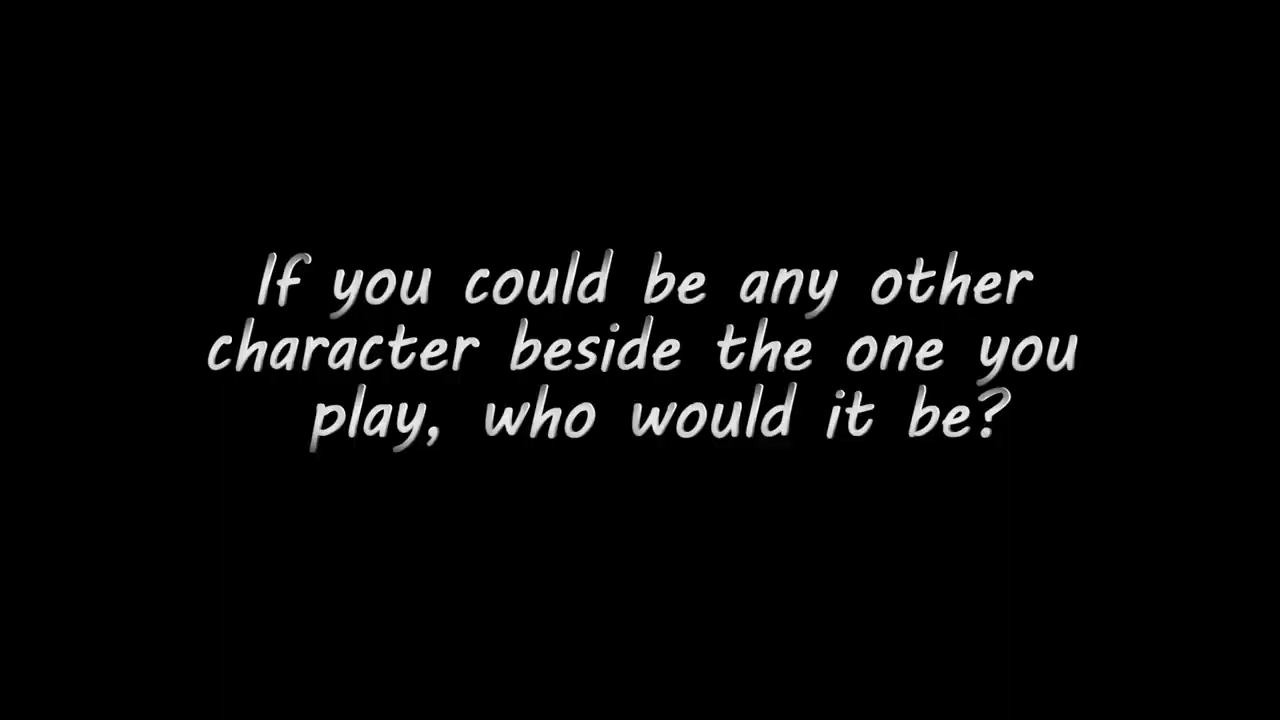 If you could be any other
character beside the one you
play, who would it be?